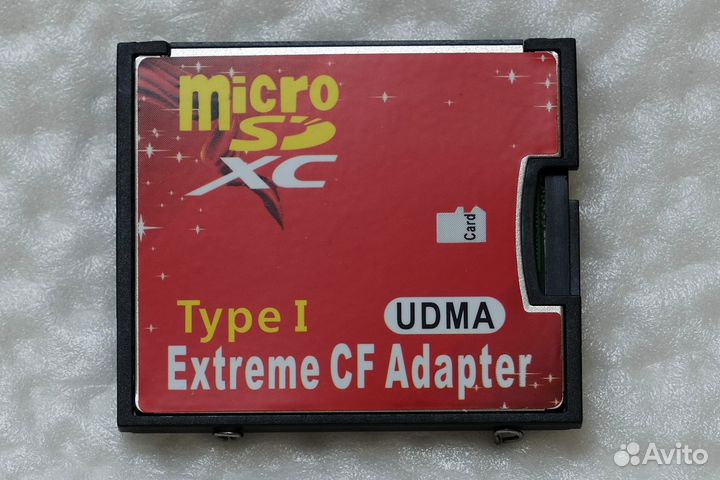 micro
SD
XC
Card
Type I
UDMA
Extreme CF Adapter
Avito